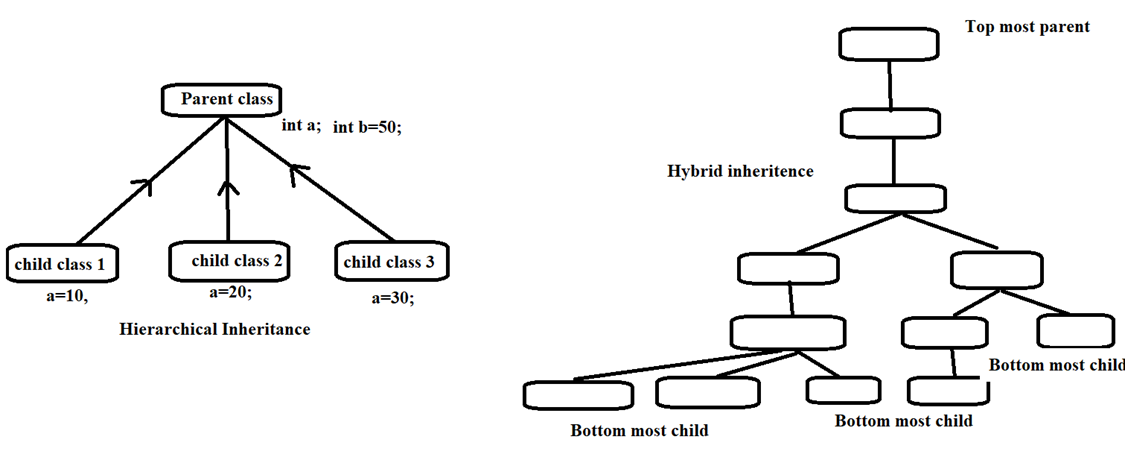 Parent class
int a; int b=50;
child class 1
child class 2
child class 3
a=10,
a=20;
a=30;
Hierarchical Inheritance
Top most parent
Hybrid inheritence
Bottom most child
Bottom most child
Bottom most child